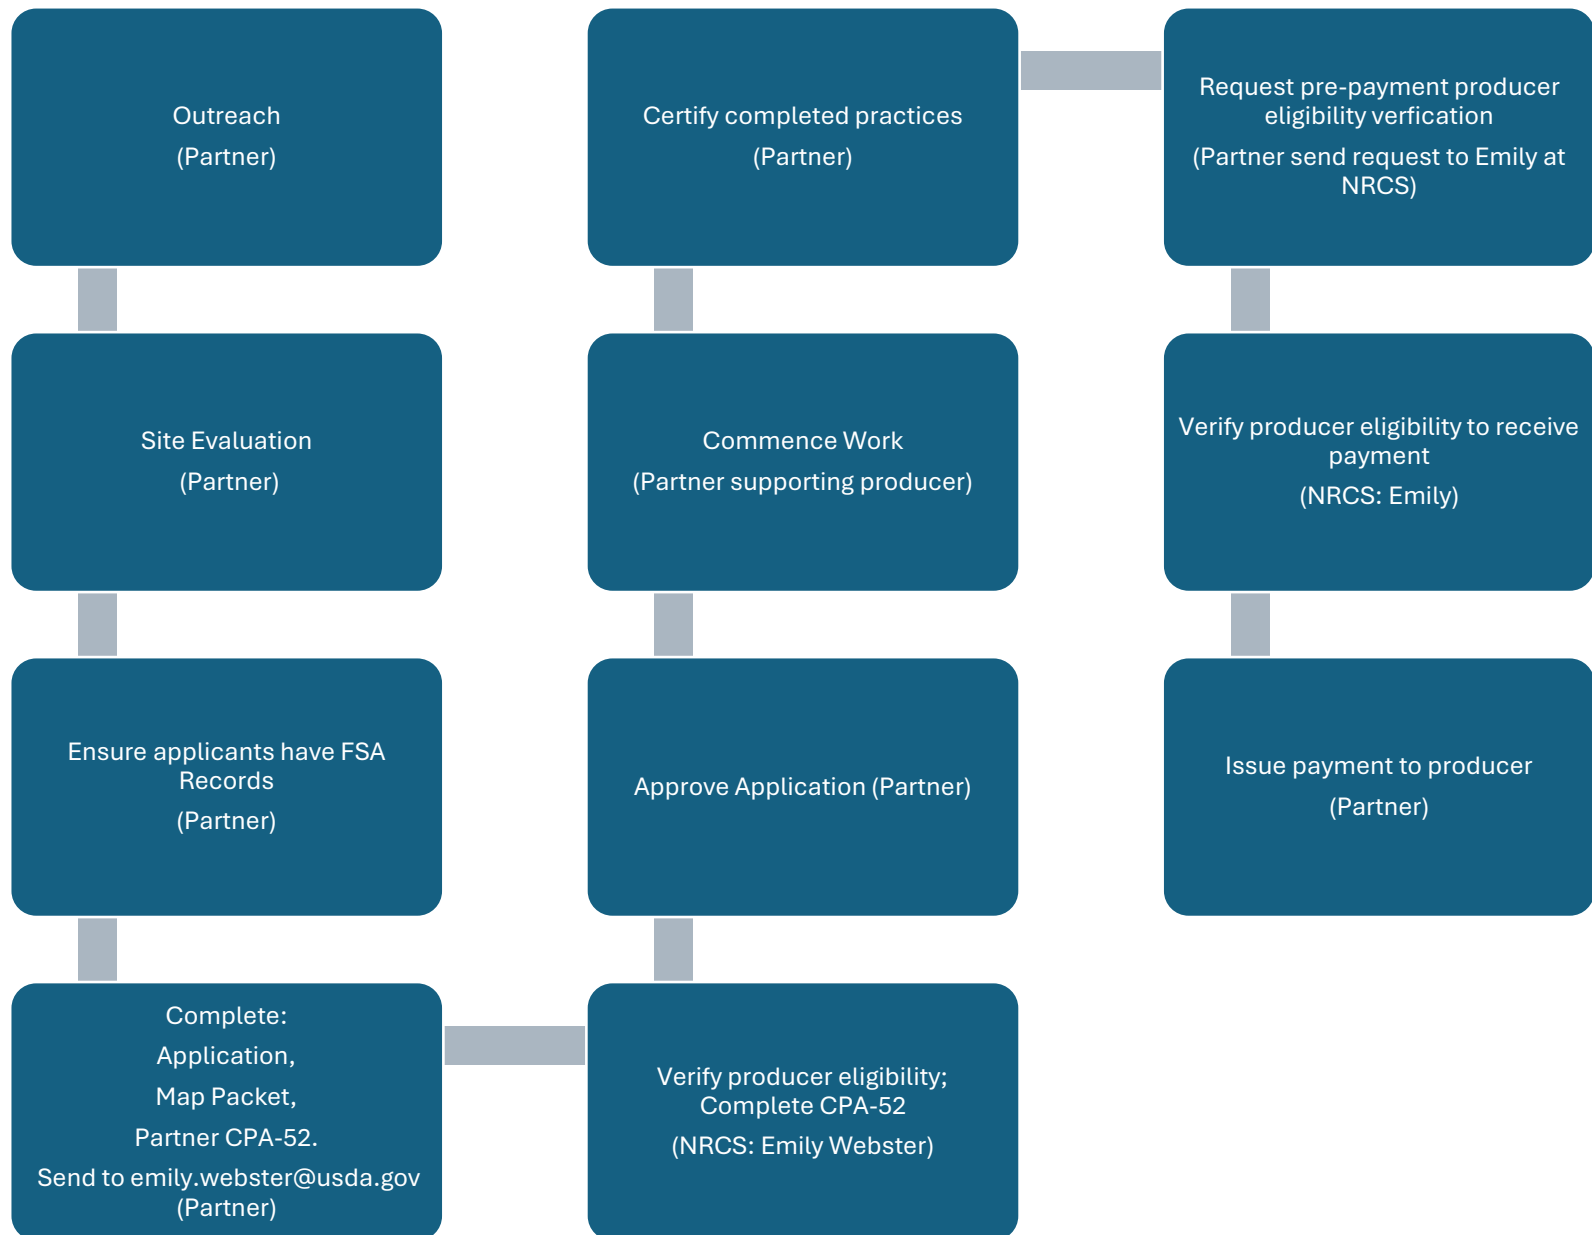 Outreach
(Partner)
Site Evaluation
(Partner)
Ensure applicants have FSA
Records
(Partner)
Complete:
Application,
Map Packet,
Partner CPA-52.
Send to emily.webster@usda.gov
(Partner)
Verify producer eligibility;
Complete CPA-52
(NRCS: Emily Webster)
Approve Application (Partner)
Commence Work
(Partner supporting producer)
Certify completed practices
(Partner)
Request pre-payment producer
eligibility verfication
(Partner send request to Emily at
NRCS)
Verify producer eligibility to receive
payment
(NRCS: Emily)
Issue payment to producer
(Partner)